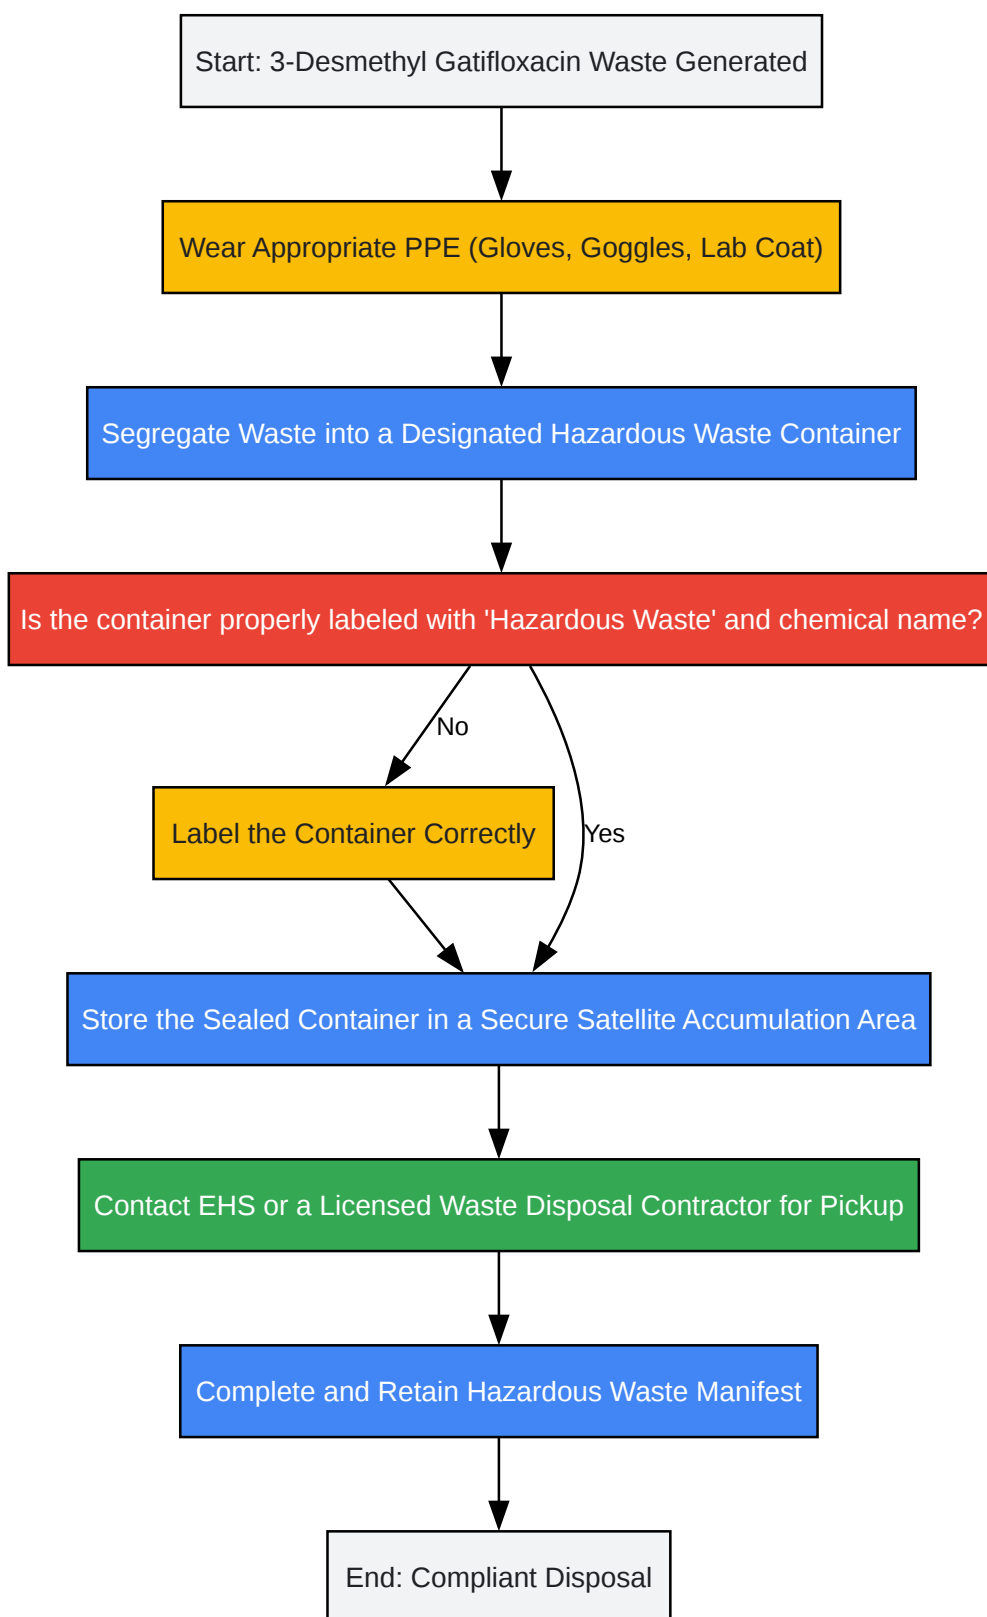 Start: 3-Desmethyl Gatifloxacin Waste Generated
Wear Appropriate PPE (Gloves, Goggles, Lab Coat)
Segregate Waste into a Designated Hazardous Waste Container
Is the container properly labeled with 'Hazardous Waste' and chemical name?
No
Label the Container Correctly
Yes
Store the Sealed Container in a Secure Satellite Accumulation Area
Contact EHS or a Licensed Waste Disposal Contractor for Pickup
Complete and Retain Hazardous Waste Manifest
End: Compliant Disposal